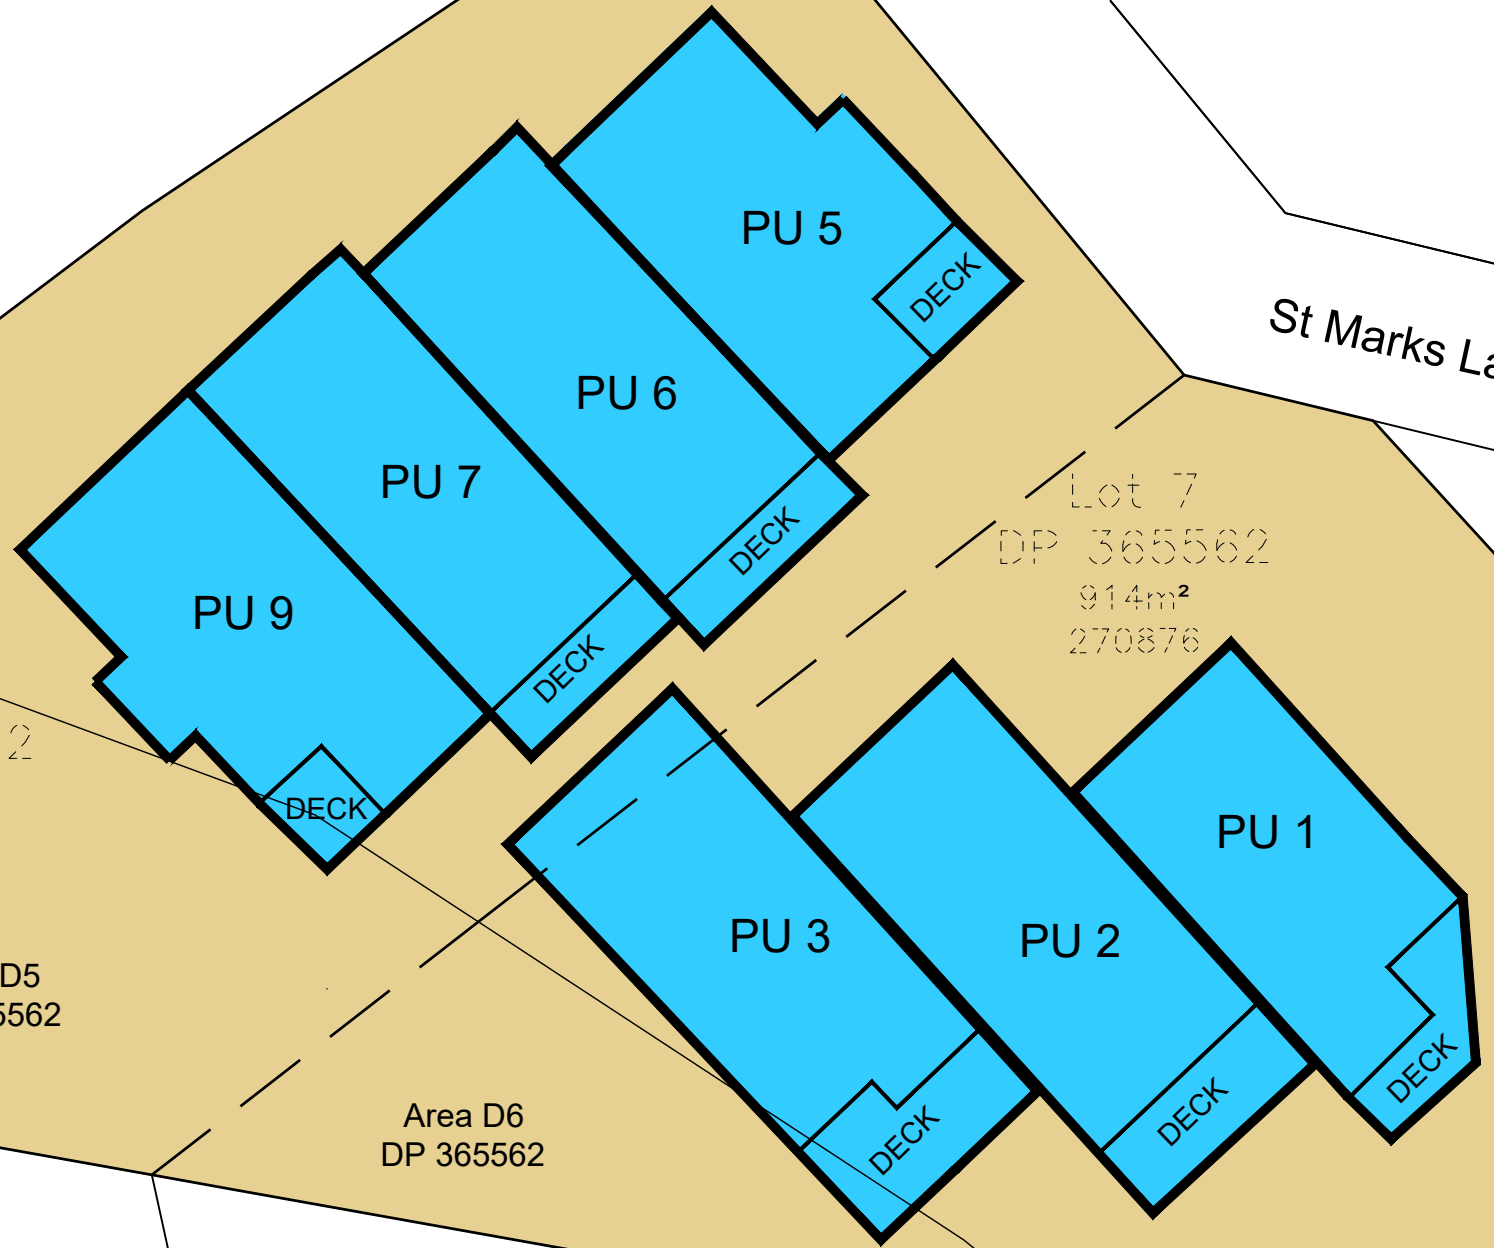 PU 5
DECK
St Marks La
PU 6
PU 7
DECK
Lot 7
DP 365562
914m²
270876
PU 9
DECK
2
DECK
PU 1
PU 3
PU 2
D5
5562
DECK
DECK
DECK
Area D6
DP 365562